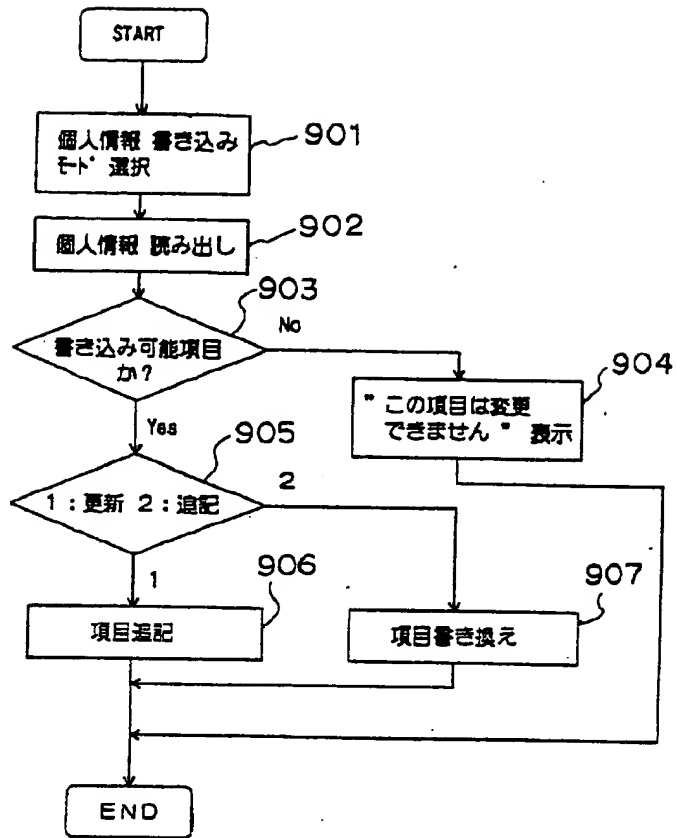 START
個人情報 書き込み
ﾓｰﾄﾞ 選択
901
個人情報 読み出し
902
903
書き込み可能項目
か?
No
Yes
904
" この項目は変更
できません " 表示
905
1:更新 2:追記
2
1
906
項目追記
907
項目書き換え
END